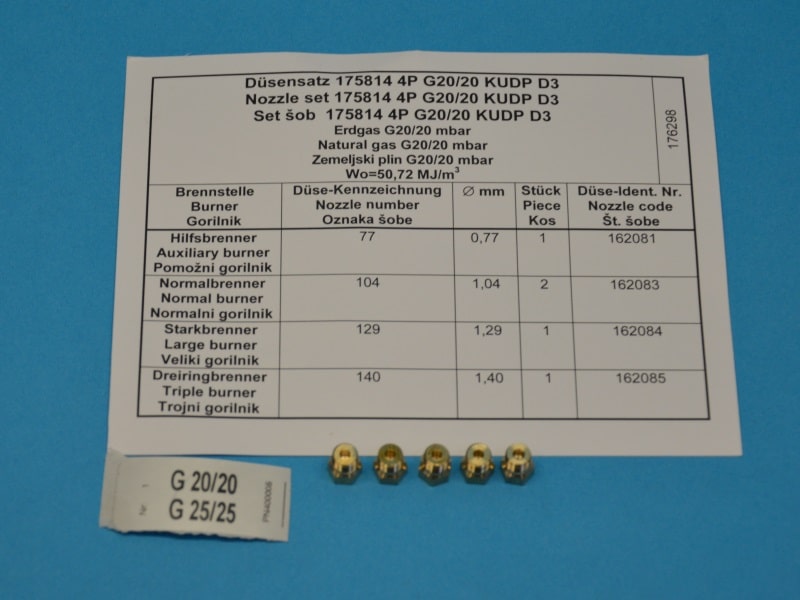 Düsensatz 175814 4P G20/20 KUDP D3
Nozzle set 175814 4P G20/20 KUDP D3
Set šob 175814 4P G20/20 KUDP D3
Erdgas G20/20 mbar
Natural gas G20/20 mbar
Zemeljski plin G20/20 mbar
Wo=50,72 MJ/m³
176298
Brennstelle Düse-Kennzeichnung Ø mm Stück Düse-Ident. Nr.
Burner Nozzle number Piece Nozzle code
Gorilnik Oznaka šobe Kos Št. šobe
Hilfsbrenner 77 0,77 1 162081
Auxiliary burner
Pomožni gorilnik
Normalbrenner 104 1,04 2 162083
Normal burner
Normalni gorilnik
Starkbrenner 129 1,29 1 162084
Large burner
Veliki gorilnik
Dreiringbrenner 140 1,40 1 162085
Triple burner
Trojni gorilnik
Nr. 1
G 20/20
G 25/25